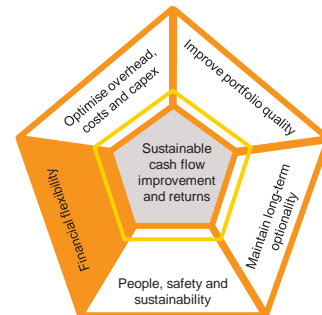 Optimise overhead,
costs and capex
Improve portfolio quality
Sustainable
cash flow
improvement
and returns
Financial flexibility
Maintain long-term
optionality
People, safety and
sustainability